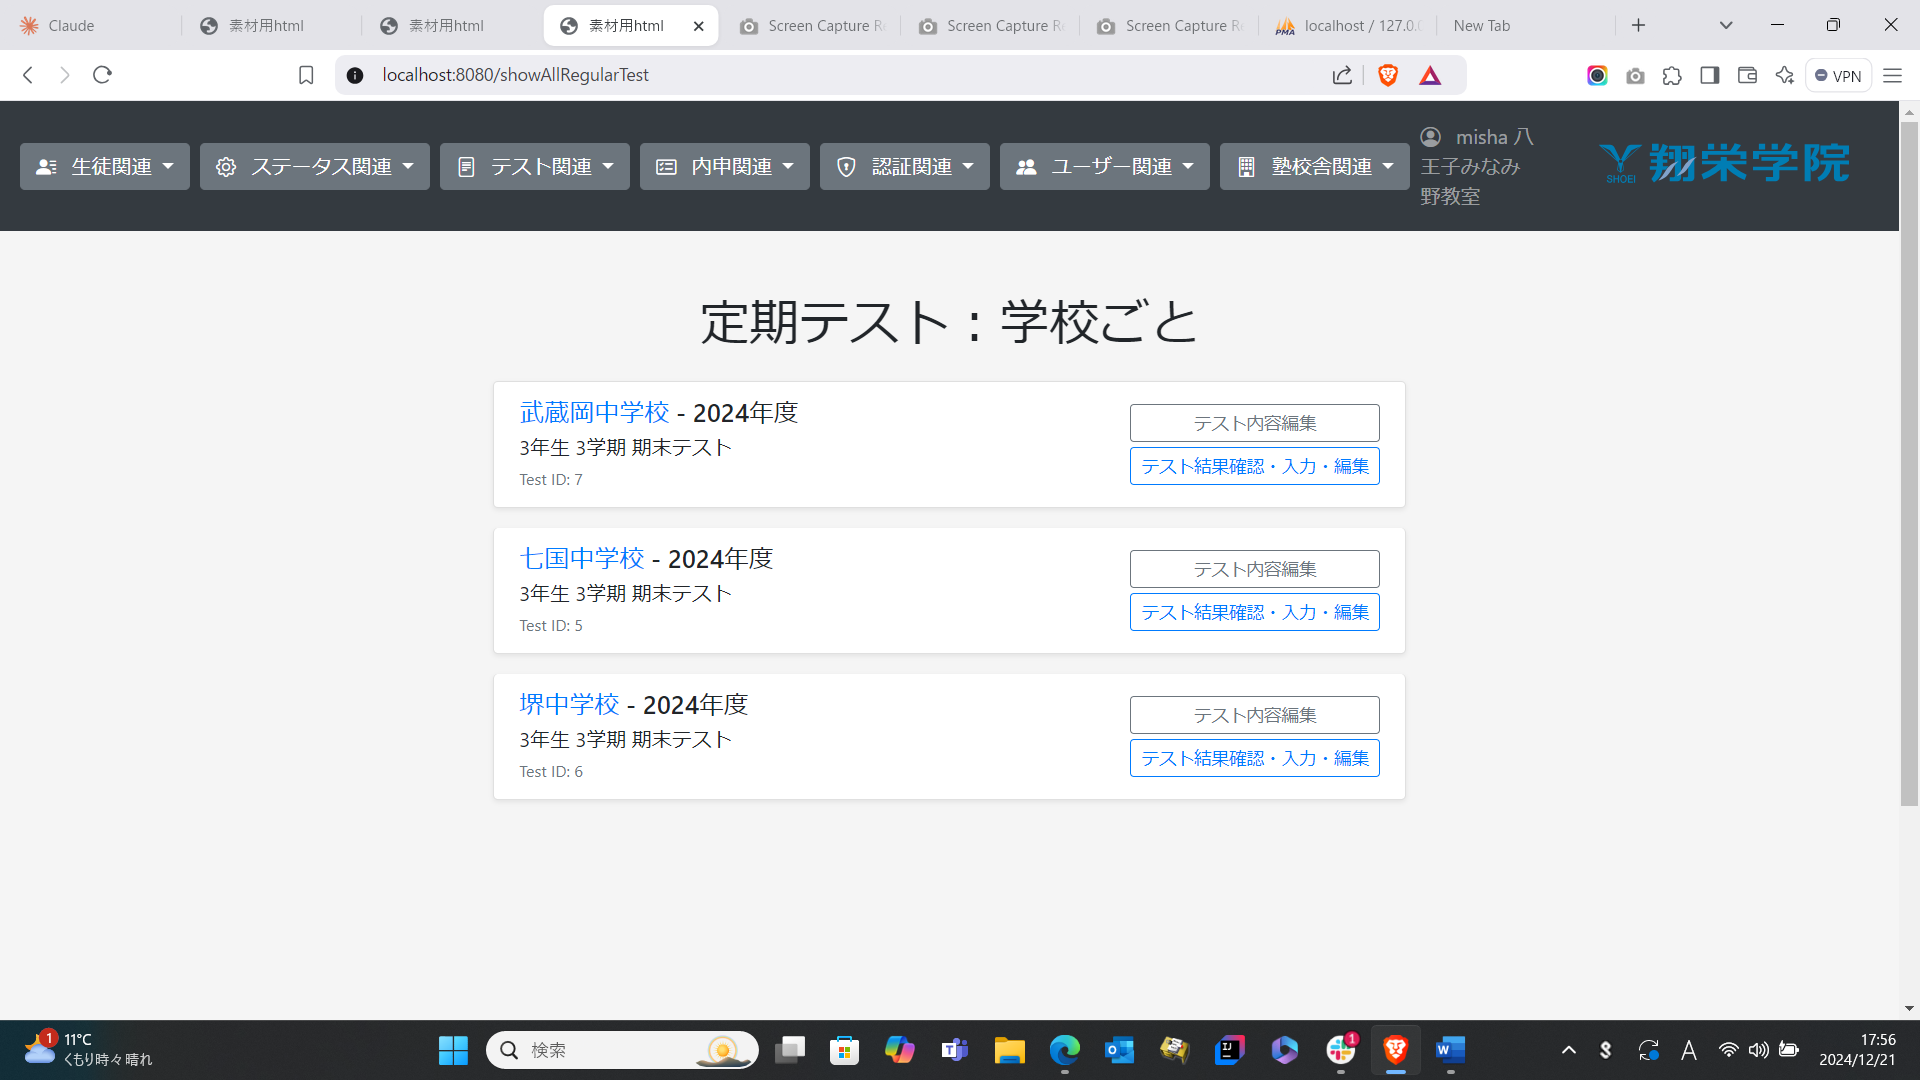 Claude
素材用html
素材用html
素材用html
Screen Capture Re
Screen Capture Re
Screen Capture Re
localhost / 127.0.0
New Tab
localhost:8080/showAllRegularTest
VPN
生徒関連
ステータス関連
テスト関連
内申関連
認証関連
ユーザー関連
塾校舎関連
misha 八
王子みなみ
野教室
SHOEI 翔栄学院
定期テスト：学校ごと
武蔵岡中学校 - 2024年度
3年生 3学期 期末テスト
Test ID: 7
テスト内容編集
テスト結果確認・入力・編集
七国中学校 - 2024年度
3年生 3学期 期末テスト
Test ID: 5
テスト内容編集
テスト結果確認・入力・編集
堺中学校 - 2024年度
3年生 3学期 期末テスト
Test ID: 6
テスト内容編集
テスト結果確認・入力・編集
1
11°C
くもり時々晴れ
検索
1
A
17:56
2024/12/21